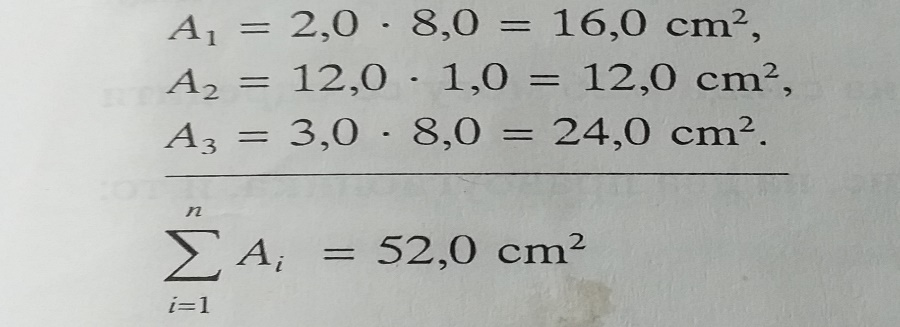 A₁ = 2,0 · 8,0 = 16,0 cm²,
A₂ = 12,0 · 1,0 = 12,0 cm²,
A₃ = 3,0 · 8,0 = 24,0 cm².
n
∑ Aᵢ = 52,0 cm²
i=1